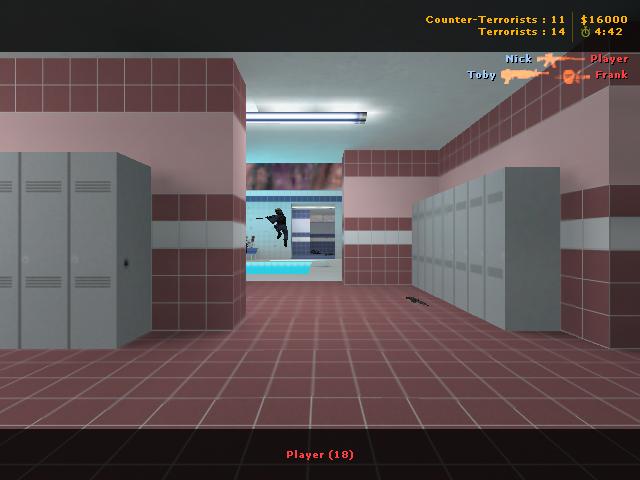 Counter-Terrorists : 11 $16000
Terrorists : 14 4:42
Nick Player
Toby Frank
Player (18)